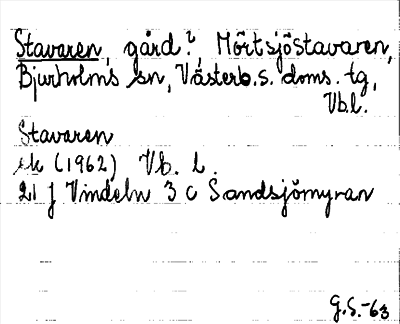 Stavaren, gård?, Mörtsjöstavaren,
Bjurholms sn, Västerb. s. doms. tg,
Vb.l.
Stavaren
ek (1962) Vb. l.
21 J Vindeln 3 c Sandsjömyran
G.S.-63